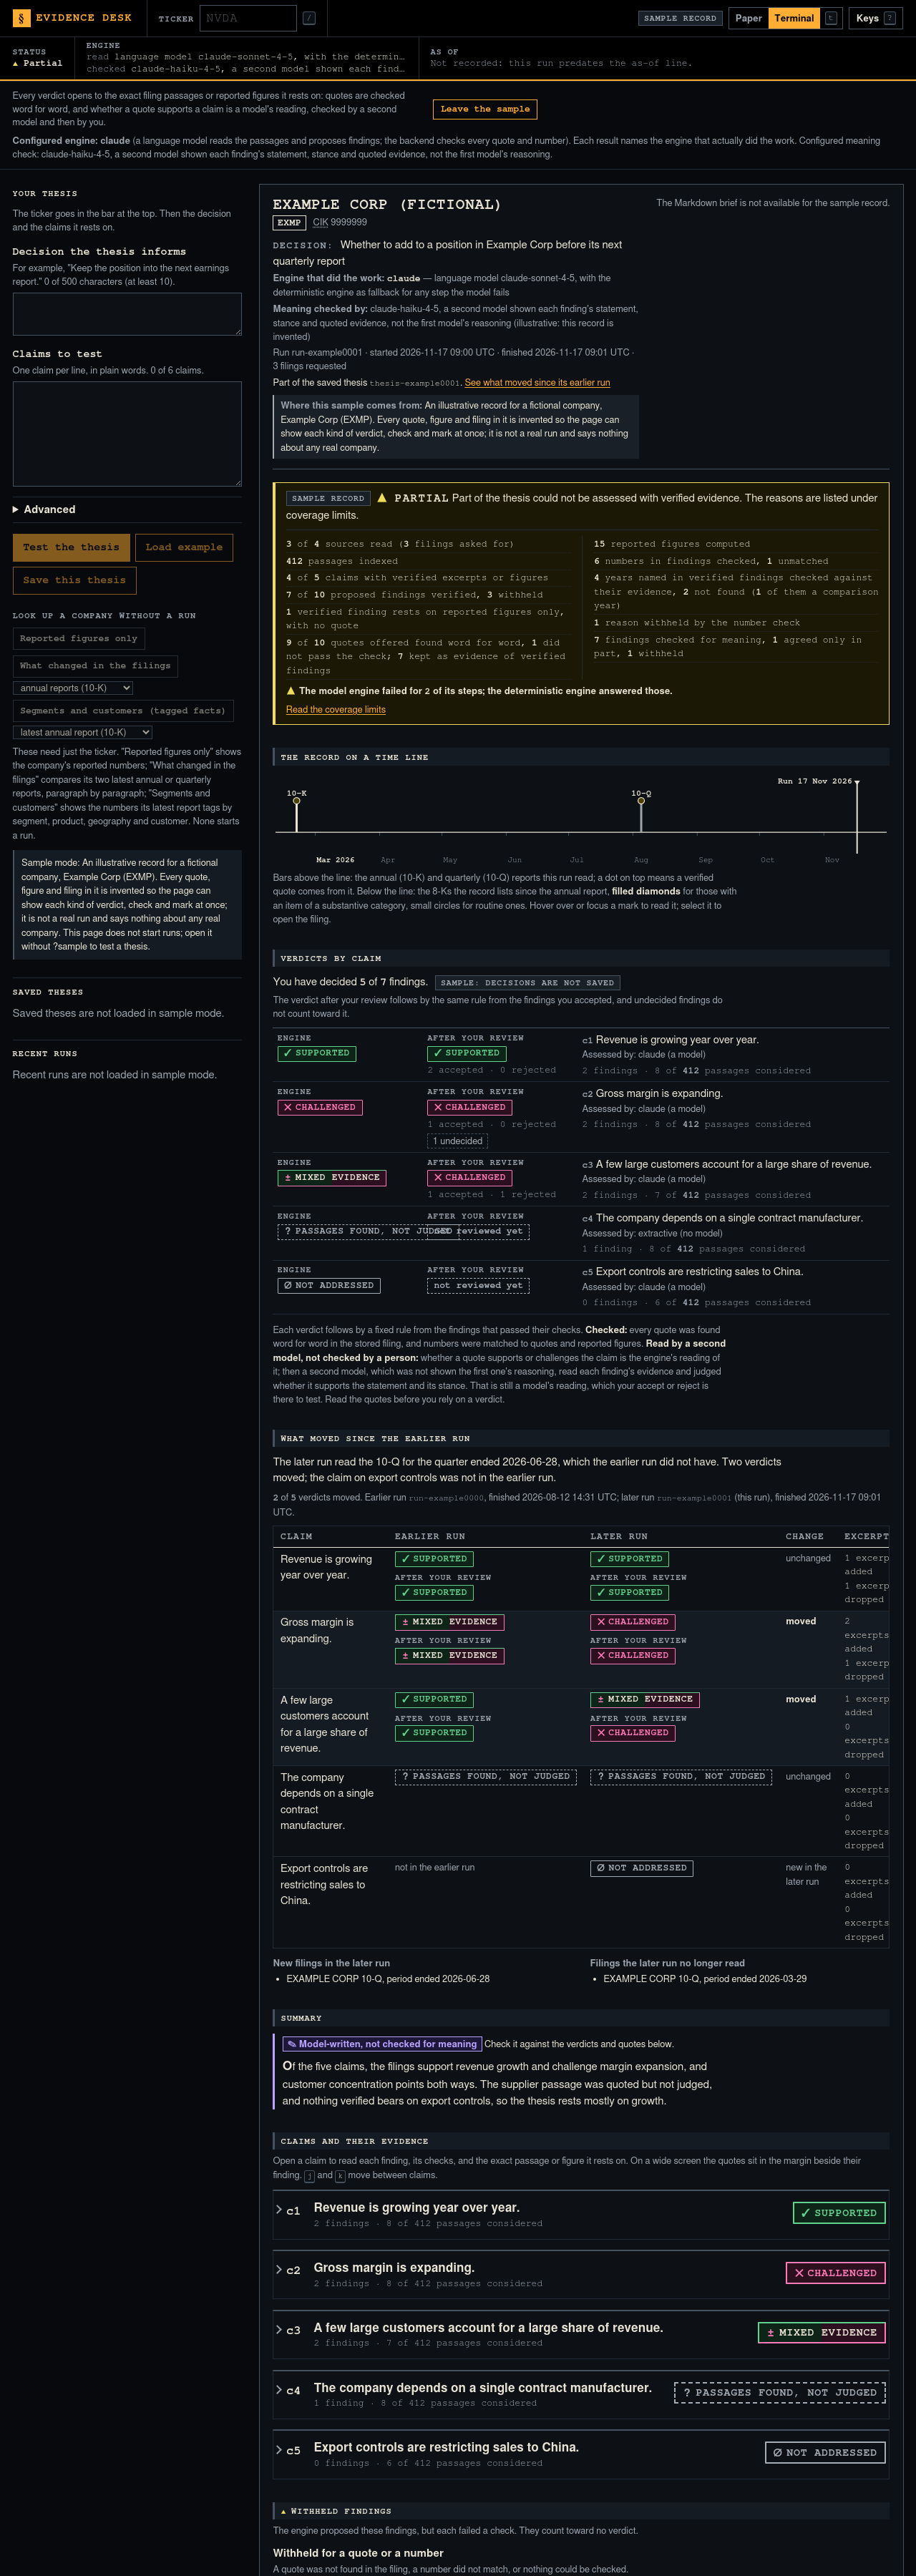 § EVIDENCE DESK
TICKER NVDA /
SAMPLE RECORD Paper Terminal t Keys ?
STATUS
▲ Partial
ENGINE
read language model claude-sonnet-4-5, with the determin…
checked claude-haiku-4-5, a second model shown each find…
AS OF
Not recorded: this run predates the as-of line.
Every verdict opens to the exact filing passages or figures it rests on: quotes are checked
word for word, and whether a quote supports a claim is a model's reading, checked by a second
model and then by you.
Leave the sample
Configured engine: claude (a language model reads the passages and proposes findings; the backend checks every quote and number). Each result names the engine that actually did the work. Configured meaning
check: claude-haiku-4-5, a second model shown each finding's statement, stance and quoted evidence, not the first model's reasoning.
YOUR THESIS
The ticker goes in the bar at the top. Then the decision
and the claims it rests on.
Decision the thesis informs
For example, "Keep the position into the next earnings
report." 0 of 500 characters (at least 10).
Claims to test
One claim per line, in plain words. 0 of 6 claims.
▶ Advanced
Test the thesis Load example
Save this thesis
LOOK UP A COMPANY WITHOUT A RUN
Reported figures only
What changed in the filings
annual reports (10-K)
Segments and customers (tagged facts)
latest annual report (10-K)
These need just the ticker. "Reported figures only" shows
the company's reported numbers; "What changed in the
filings" compares its two latest annual or quarterly
reports, paragraph by paragraph; "Segments and
customers" shows the numbers its latest report tags by
segment, product, geography and customer. None starts
a run.
Sample mode: An illustrative record for a fictional
company, Example Corp (EXMP). Every quote,
figure and filing in it is invented so the page can
show each kind of verdict, check and mark at once;
it is not a real run and says nothing about any real
company. This page does not start runs; open it
without ?sample to test a thesis.
SAVED THESES
Saved theses are not loaded in sample mode.
RECENT RUNS
Recent runs are not loaded in sample mode.
EXAMPLE CORP (FICTIONAL)
The Markdown brief is not available for the sample record.
EXMP CIK 9999999
DECISION: Whether to add to a position in Example Corp before its next
quarterly report
Engine that did the work: claude — language model claude-sonnet-4-5, with the
deterministic engine as fallback for any step the model fails
Meaning checked by: claude-haiku-4-5, a second model shown each finding's statement,
stance and quoted evidence, not the first model's reasoning (illustrative: this record is
invented)
Run run-example0001 · started 2026-11-17 09:00 UTC · finished 2026-11-17 09:01 UTC ·
3 filings requested
Part of the saved thesis thesis-example0001. See what moved since its earlier run
Where this sample comes from: An illustrative record for a fictional company,
Example Corp (EXMP). Every quote, figure and filing in it is invented so the page can
show each kind of verdict, check and mark at once; it is not a real run and says nothing
about any real company.
SAMPLE RECORD ▲ PARTIAL Part of the thesis could not be assessed with verified evidence. The reasons are listed under
coverage limits.
3 of 4 sources read (3 filings asked for)
412 passages indexed
4 of 5 claims with verified excerpts or figures
7 of 10 proposed findings verified, 3 withheld
1 verified finding rests on reported figures only,
with no quote
9 of 10 quotes offered found word for word, 1 did
not pass the check; 7 kept as evidence of verified
findings
15 reported figures computed
6 numbers in findings checked, 1 unmatched
4 years named in verified findings checked against
their evidence, 2 not found (1 of them a comparison
year)
1 reason withheld by the number check
7 findings checked for meaning, 1 agreed only in
part, 1 withheld
▲ The model engine failed for 2 of its steps; the deterministic engine answered those.
Read the coverage limits
THE RECORD ON A TIME LINE
10-K
10-Q
Run 17 Nov 2026
Mar 2026 Apr May Jun Jul Aug Sep Oct Nov
Bars above the line: the annual (10-K) and quarterly (10-Q) reports this run read; a dot on top means a verified
quote comes from it. Below the line: the 8-Ks the record lists since the annual report, filled diamonds for those with
an item of a substantive category, small circles for routine ones. Hover over or focus a mark to read it; select it to
open the filing.
VERDICTS BY CLAIM
You have decided 5 of 7 findings. SAMPLE: DECISIONS ARE NOT SAVED
The verdict after your review follows by the same rule from the findings you accepted, and undecided findings do
not count toward it.
ENGINE AFTER YOUR REVIEW c1 Revenue is growing year over year.
✓ SUPPORTED ✓ SUPPORTED Assessed by: claude (a model)
2 accepted · 0 rejected 2 findings · 8 of 412 passages considered
ENGINE AFTER YOUR REVIEW c2 Gross margin is expanding.
✕ CHALLENGED ✕ CHALLENGED Assessed by: claude (a model)
1 accepted · 0 rejected 2 findings · 8 of 412 passages considered
1 undecided
ENGINE AFTER YOUR REVIEW c3 A few large customers account for a large share of revenue.
± MIXED EVIDENCE ✕ CHALLENGED Assessed by: claude (a model)
1 accepted · 1 rejected 2 findings · 7 of 412 passages considered
ENGINE AFTER YOUR REVIEW c4 The company depends on a single contract manufacturer.
? PASSAGES FOUND, NOT JUDGED not reviewed yet Assessed by: extractive (no model)
1 finding · 8 of 412 passages considered
ENGINE AFTER YOUR REVIEW c5 Export controls are restricting sales to China.
∅ NOT ADDRESSED not reviewed yet Assessed by: claude (a model)
0 findings · 6 of 412 passages considered
Each verdict follows by a fixed rule from the findings that passed their checks. Checked: every quote was found
word for word in the stored filing, and numbers were matched to quotes and reported figures. Read by a second
model, not checked by a person: whether a quote supports or challenges the claim is the engine's reading of
it; then a second model, which was not shown the first one's reasoning, read each finding's evidence and judged
whether it supports the statement and its stance. That is still a model's reading, which your accept or reject is
there to test. Read the quotes before you rely on a verdict.
WHAT MOVED SINCE THE EARLIER RUN
The later run read the 10-Q for the quarter ended 2026-06-28, which the earlier run did not have. Two verdicts
moved; the claim on export controls was not in the earlier run.
2 of 5 verdicts moved. Earlier run run-example0000, finished 2026-08-12 14:31 UTC; later run run-example0001 (this run), finished 2026-11-17 09:01
UTC.
CLAIM EARLIER RUN LATER RUN CHANGE EXCERPT
Revenue is growing
year over year.
✓ SUPPORTED
AFTER YOUR REVIEW
✓ SUPPORTED
✓ SUPPORTED
AFTER YOUR REVIEW
✓ SUPPORTED
unchanged
1 excerp
added
1 excerp
dropped
Gross margin is
expanding.
± MIXED EVIDENCE
AFTER YOUR REVIEW
± MIXED EVIDENCE
✕ CHALLENGED
AFTER YOUR REVIEW
✕ CHALLENGED
moved
2
excerpts
added
1 excerp
dropped
A few large
customers account
for a large share of
revenue.
✓ SUPPORTED
AFTER YOUR REVIEW
✓ SUPPORTED
± MIXED EVIDENCE
AFTER YOUR REVIEW
✕ CHALLENGED
moved
1 excerp
added
0
excerpts
dropped
The company
depends on a single
contract
manufacturer.
? PASSAGES FOUND, NOT JUDGED
? PASSAGES FOUND, NOT JUDGED
unchanged
0
excerpts
added
0
excerpts
dropped
Export controls are
restricting sales to
China.
not in the earlier run
∅ NOT ADDRESSED
new in the
later run
0
excerpts
added
0
excerpts
dropped
New filings in the later run
• EXAMPLE CORP 10-Q, period ended 2026-06-28
Filings the later run no longer read
• EXAMPLE CORP 10-Q, period ended 2026-03-29
SUMMARY
✎ Model-written, not checked for meaning Check it against the verdicts and quotes below.
Of the five claims, the filings support revenue growth and challenge margin expansion, and
customer concentration points both ways. The supplier passage was quoted but not judged,
and nothing verified bears on export controls, so the thesis rests mostly on growth.
CLAIMS AND THEIR EVIDENCE
Open a claim to read each finding, its checks, and the exact passage or figure it rests on. On a wide screen the quotes sit in the margin beside their
finding. j and k move between claims.
c1 Revenue is growing year over year. ✓ SUPPORTED
2 findings · 8 of 412 passages considered
c2 Gross margin is expanding. ✕ CHALLENGED
2 findings · 8 of 412 passages considered
c3 A few large customers account for a large share of revenue. ± MIXED EVIDENCE
2 findings · 7 of 412 passages considered
c4 The company depends on a single contract manufacturer. ? PASSAGES FOUND, NOT JUDGED
1 finding · 8 of 412 passages considered
c5 Export controls are restricting sales to China. ∅ NOT ADDRESSED
0 findings · 6 of 412 passages considered
▲ WITHHELD FINDINGS
The engine proposed these findings, but each failed a check. They count toward no verdict.
Withheld for a quote or a number
A quote was not found in the filing, a number did not match, or nothing could be checked.